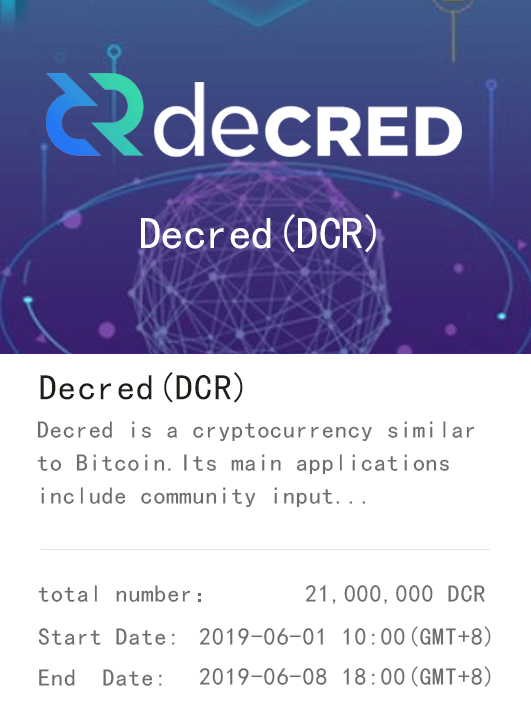 deCRED
Decred(DCR)
Decred(DCR)
Decred is a cryptocurrency similar
to Bitcoin.Its main applications
include community input...
total number: 21,000,000 DCR
Start Date: 2019-06-01 10:00(GMT+8)
End Date: 2019-06-08 18:00(GMT+8)